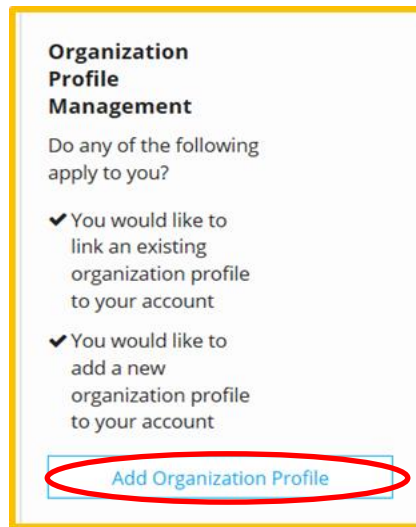 Organization
Profile
Management
Do any of the following
apply to you?
✔ You would like to
link an existing
organization profile
to your account
✔ You would like to
add a new
organization profile
to your account
Add Organization Profile